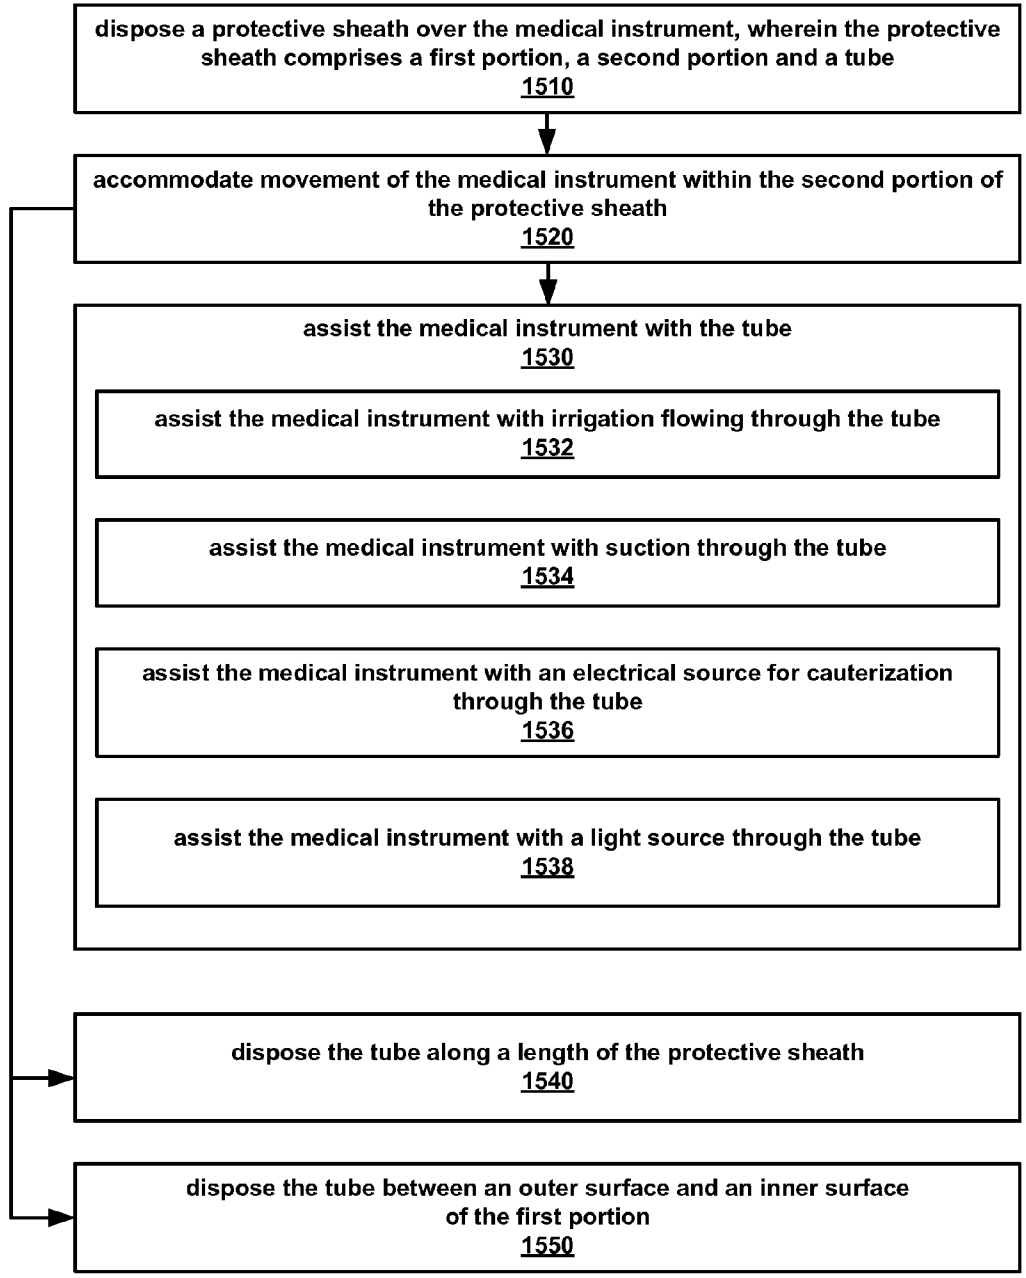 dispose a protective sheath over the medical instrument, wherein the protective
sheath comprises a first portion, a second portion and a tube
1510
accommodate movement of the medical instrument within the second portion of
the protective sheath
1520
assist the medical instrument with the tube
1530
assist the medical instrument with irrigation flowing through the tube
1532
assist the medical instrument with suction through the tube
1534
assist the medical instrument with an electrical source for cauterization
through the tube
1536
assist the medical instrument with a light source through the tube
1538
dispose the tube along a length of the protective sheath
1540
dispose the tube between an outer surface and an inner surface
of the first portion
1550